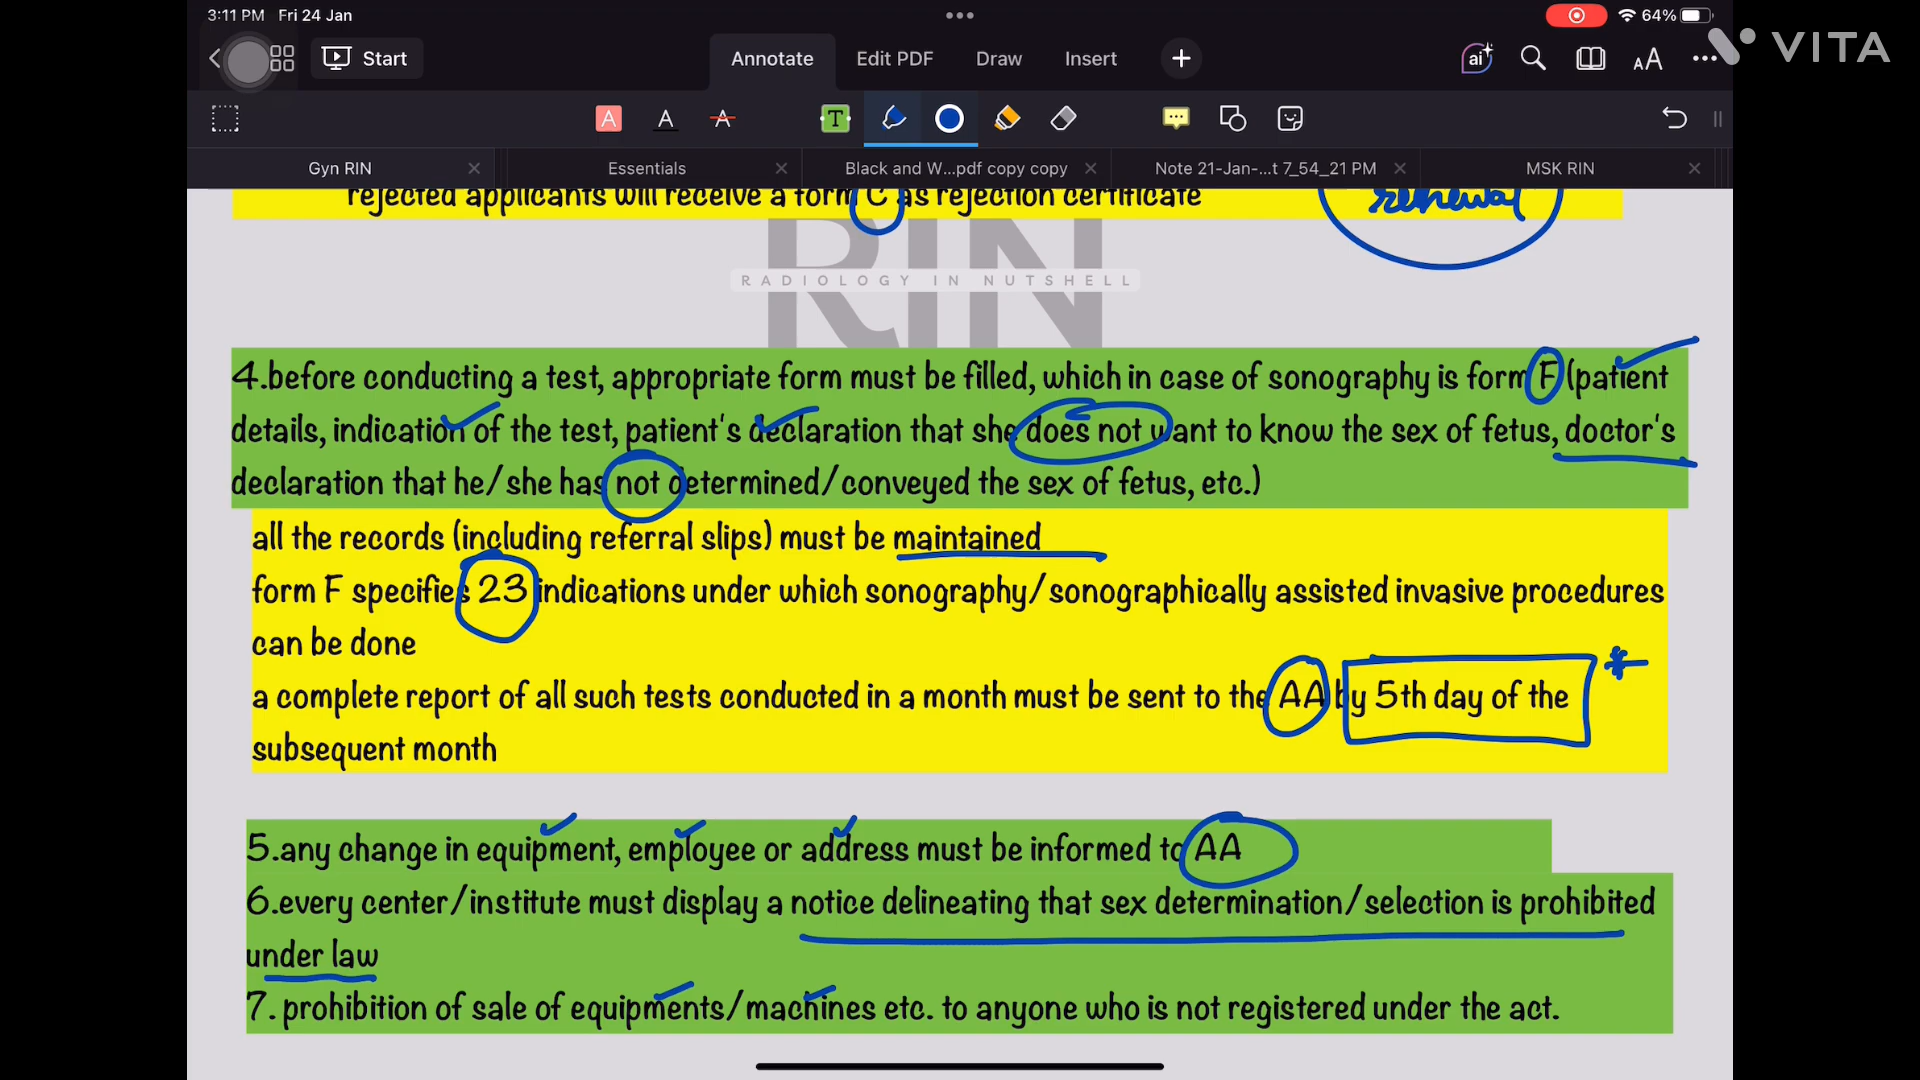 3:11 PM Fri 24 Jan
64%
VITA
Start
Annotate
Edit PDF
Draw
Insert
ai
AA
A A A T
Gyn RIN
Essentials
Black and W...pdf copy copy
Note 21-Jan-...t 7_54_21 PM
MSK RIN
rejected applicants will receive a form C as rejection certificate
renewal
RIN
RADIOLOGY IN NUTSHELL
4.before conducting a test, appropriate form must be filled, which in case of sonography is form F (patient
details, indication of the test, patient's declaration that she does not want to know the sex of fetus, doctor's
declaration that he/she has not determined/conveyed the sex of fetus, etc.)
all the records (including referral slips) must be maintained
form F specifies 23 indications under which sonography/sonographically assisted invasive procedures
can be done
a complete report of all such tests conducted in a month must be sent to the AA by 5th day of the
*
subsequent month
5.any change in equipment, employee or address must be informed to AA
6.every center/institute must display a notice delineating that sex determination/selection is prohibited
under law
7. prohibition of sale of equipments/machines etc. to anyone who is not registered under the act.